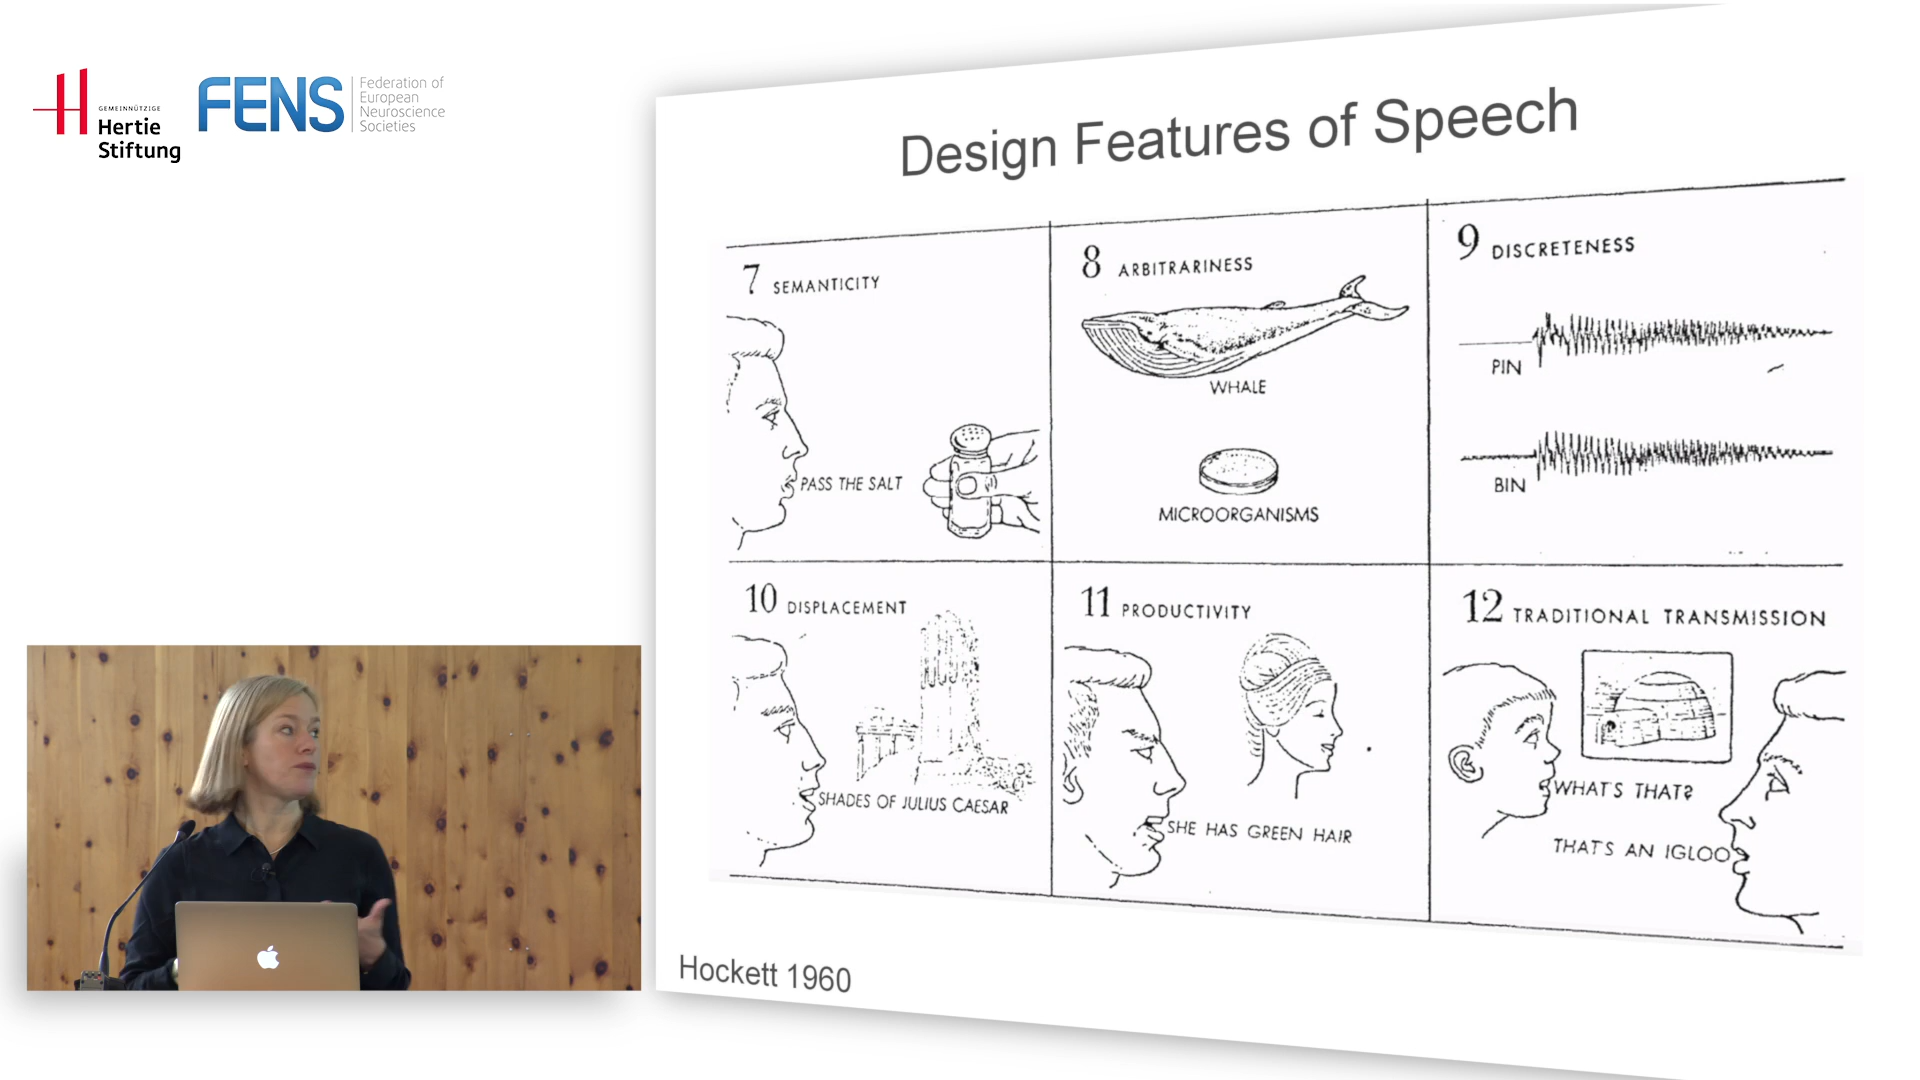 GEMEINNÜTZIGE
Hertie
Stiftung
FENS
Federation of
European
Neuroscience
Societies
Design Features of Speech
7 SEMANTICITY
PASS THE SALT
8 ARBITRARINESS
WHALE
MICROORGANISMS
9 DISCRETENESS
PIN
BIN
10 DISPLACEMENT
SHADES OF JULIUS CAESAR
11 PRODUCTIVITY
SHE HAS GREEN HAIR
12 TRADITIONAL TRANSMISSION
WHAT'S THAT?
THAT'S AN IGLOO
Hockett 1960